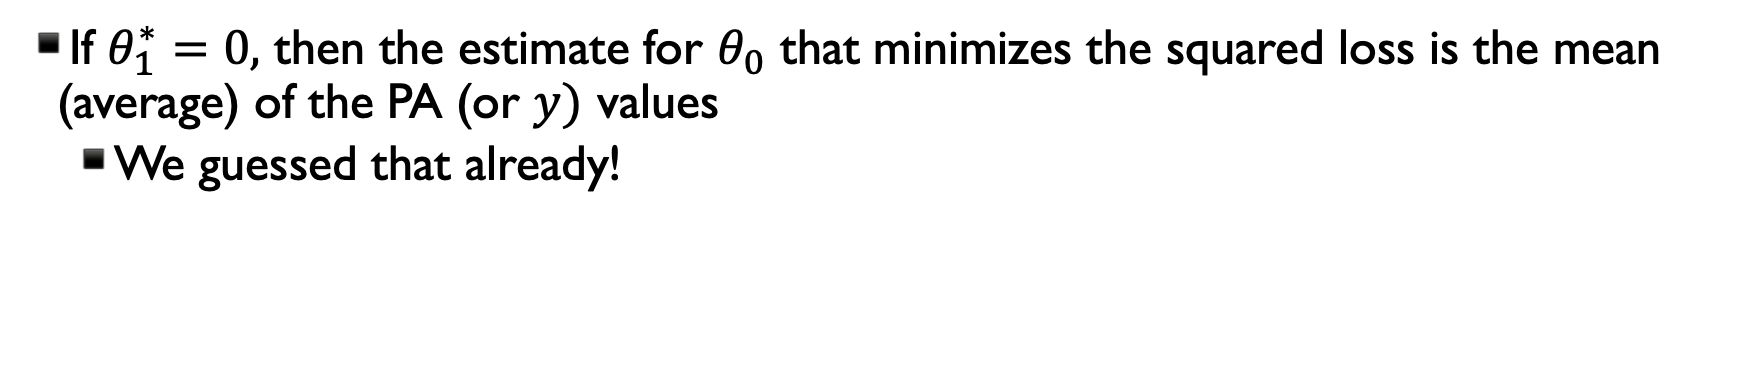 ▪ If θ₁* = 0, then the estimate for θ₀ that minimizes the squared loss is the mean
(average) of the PA (or y) values
▪ We guessed that already!